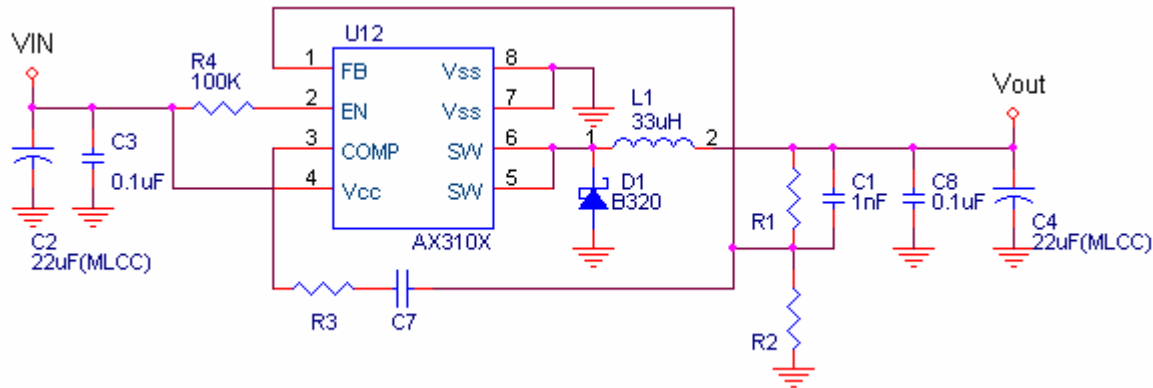 VIN
R4
100K
C3
0.1uF
C2
22uF(MLCC)
U12
1
FB
2
EN
3
COMP
4
Vcc
Vss
8
Vss
7
SW
6
SW
5
AX310X
R3
C7
1
L1
33uH
2
D1
B320
R1
C1
1nF
C8
0.1uF
Vout
C4
22uF(MLCC)
R2